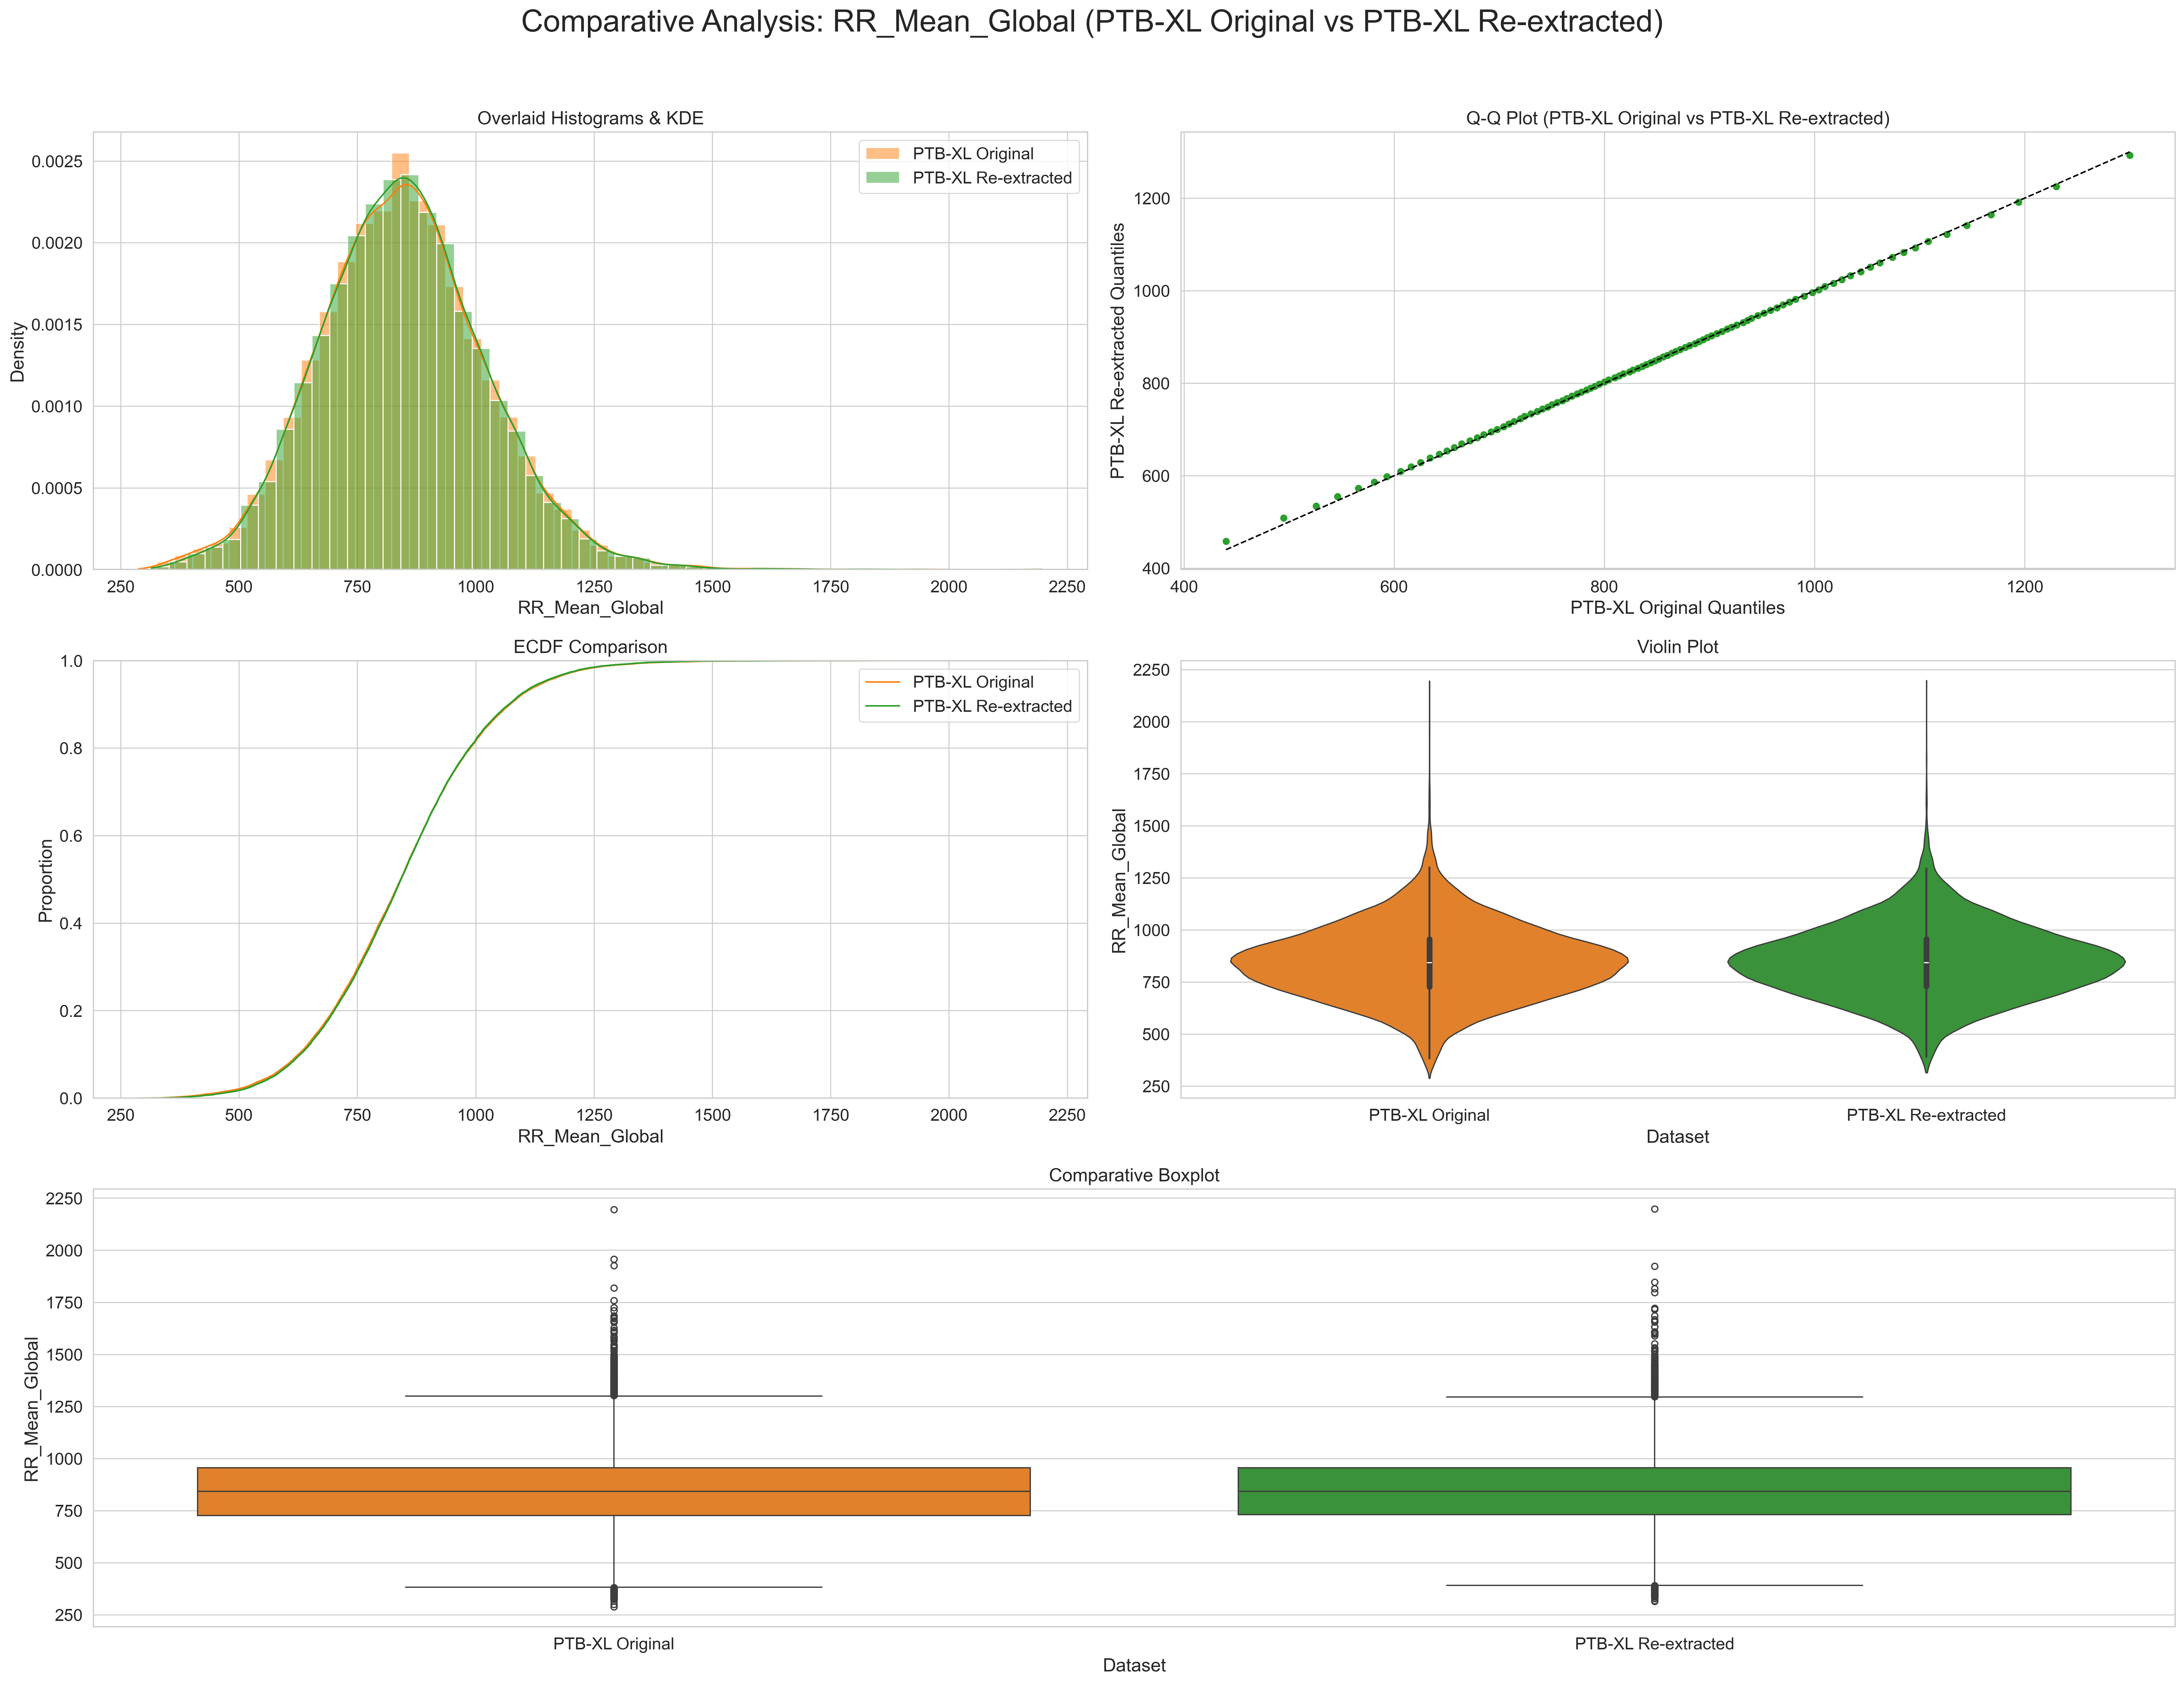 Comparative Analysis: RR_Mean_Global (PTB-XL Original vs PTB-XL Re-extracted)
Overlaid Histograms & KDE
PTB-XL Original
PTB-XL Re-extracted
Density
0.0025
0.0020
0.0015
0.0010
0.0005
0.0000
250 500 750 1000 1250 1500 1750 2000 2250
RR_Mean_Global
Q-Q Plot (PTB-XL Original vs PTB-XL Re-extracted)
PTB-XL Re-extracted Quantiles
1200
1000
800
600
400
400 600 800 1000 1200
PTB-XL Original Quantiles
ECDF Comparison
PTB-XL Original
PTB-XL Re-extracted
Proportion
1.0
0.8
0.6
0.4
0.2
0.0
250 500 750 1000 1250 1500 1750 2000 2250
RR_Mean_Global
Violin Plot
RR_Mean_Global
2250
2000
1750
1500
1250
1000
750
500
250
PTB-XL Original PTB-XL Re-extracted
Dataset
Comparative Boxplot
RR_Mean_Global
2250
2000
1750
1500
1250
1000
750
500
250
PTB-XL Original PTB-XL Re-extracted
Dataset